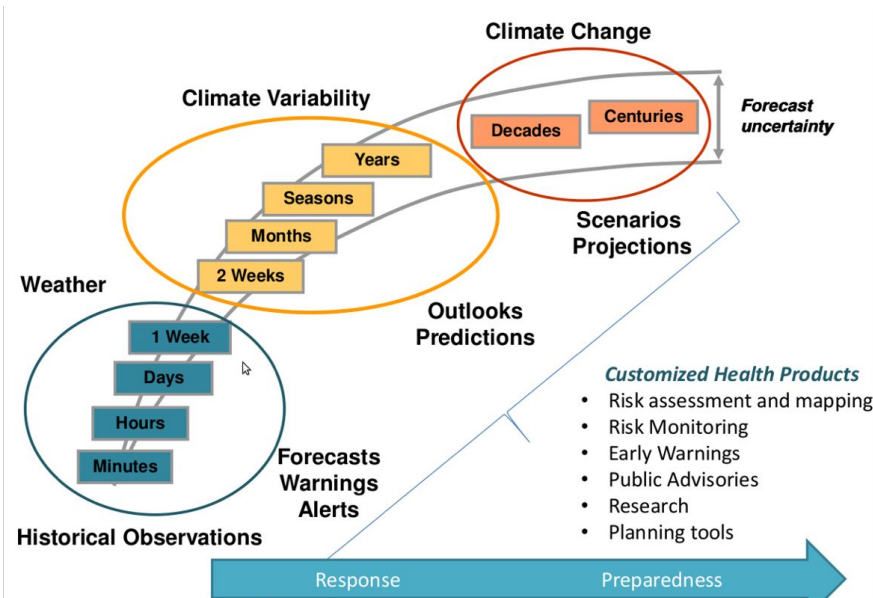 Climate Change
Climate Variability
Forecast
uncertainty
Centuries
Decades
Years
Seasons
Months
2 Weeks
Scenarios
Projections
Weather
Outlooks
Predictions
1 Week
Days
Hours
Minutes
Forecasts
Warnings
Alerts
Historical Observations
Customized Health Products
• Risk assessment and mapping
• Risk Monitoring
• Early Warnings
• Public Advisories
• Research
• Planning tools
Response
Preparedness